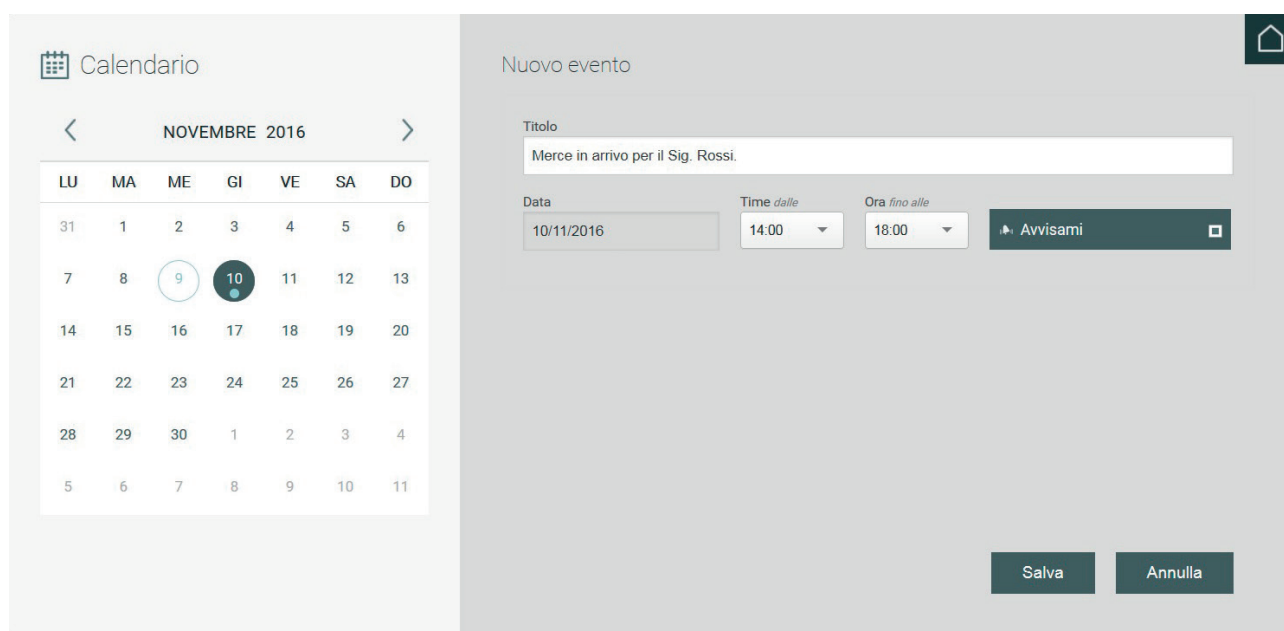 Calendario
NOVEMBRE 2016
LU MA ME GI VE SA DO
31 1 2 3 4 5 6
7 8 9 10 11 12 13
14 15 16 17 18 19 20
21 22 23 24 25 26 27
28 29 30 1 2 3 4
5 6 7 8 9 10 11
Nuovo evento
Titolo
Merce in arrivo per il Sig. Rossi.
Data Time dalle Ora fino alle
10/11/2016 14:00 18:00 Avvisami
Salva Annulla